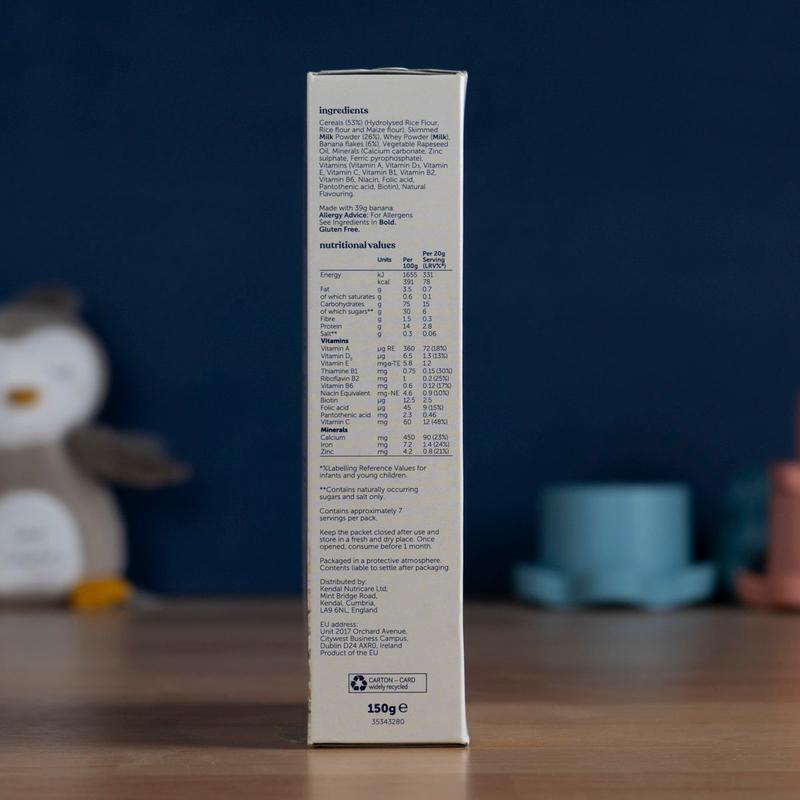 ingredients
Cereals (53%) (Hydrolysed Rice Flour,
Rice flour and Maize flour), Skimmed
Milk Powder (26%), Whey Powder (Milk),
Banana flakes (6%), Vegetable Rapeseed
Oil, Minerals (Calcium carbonate, Zinc
sulphate, Ferric pyrophosphate),
Vitamins (Vitamin A, Vitamin D₃, Vitamin
E, Vitamin C, Vitamin B1, Vitamin B2,
Vitamin B6, Niacin, Folic acid,
Pantothenic acid, Biotin), Natural
Flavouring.
Made with 39g banana.
Allergy Advice: For Allergens
See Ingredients In Bold.
Gluten Free.
nutritional values
Units Per 100g Per 20g Serving (LRV%*)
Energy kJ 1655 331
kcal 391 78
Fat g 3.5 0.7
of which saturates g 0.6 0.1
Carbohydrates g 75 15
of which sugars** g 30 6
Fibre g 1.5 0.3
Protein g 14 2.8
Salt** g 0.3 0.06
Vitamins
Vitamin A µg RE 360 72 (18%)
Vitamin D₃ µg 6.5 1.3 (13%)
Vitamin E mgα-TE 5.8 1.2
Thiamine B1 mg 0.75 0.15 (30%)
Riboflavin B2 mg 1 0.2 (25%)
Vitamin B6 mg 0.6 0.12 (17%)
Niacin Equivalent mg-NE 4.6 0.9 (10%)
Biotin µg 12.5 2.5
Folic acid µg 45 9 (15%)
Pantothenic acid mg 2.3 0.46
Vitamin C mg 60 12 (48%)
Minerals
Calcium mg 450 90 (23%)
Iron mg 7.2 1.4 (24%)
Zinc mg 4.2 0.8 (21%)
*%Labelling Reference Values for
infants and young children.
**Contains naturally occurring
sugars and salt only.
Contains approximately 7
servings per pack.
Keep the packet closed after use and
store in a fresh and dry place. Once
opened, consume before 1 month.
Packaged in a protective atmosphere.
Contents liable to settle after packaging.
Distributed by:
Kendal Nutricare Ltd,
Mint Bridge Road,
Kendal, Cumbria,
LA9 6NL, England
EU address:
Unit 2017 Orchard Avenue,
Citywest Business Campus,
Dublin D24 AXR0, Ireland
Product of the EU
CARTON – CARD
widely recycled
150g ℮
35343280